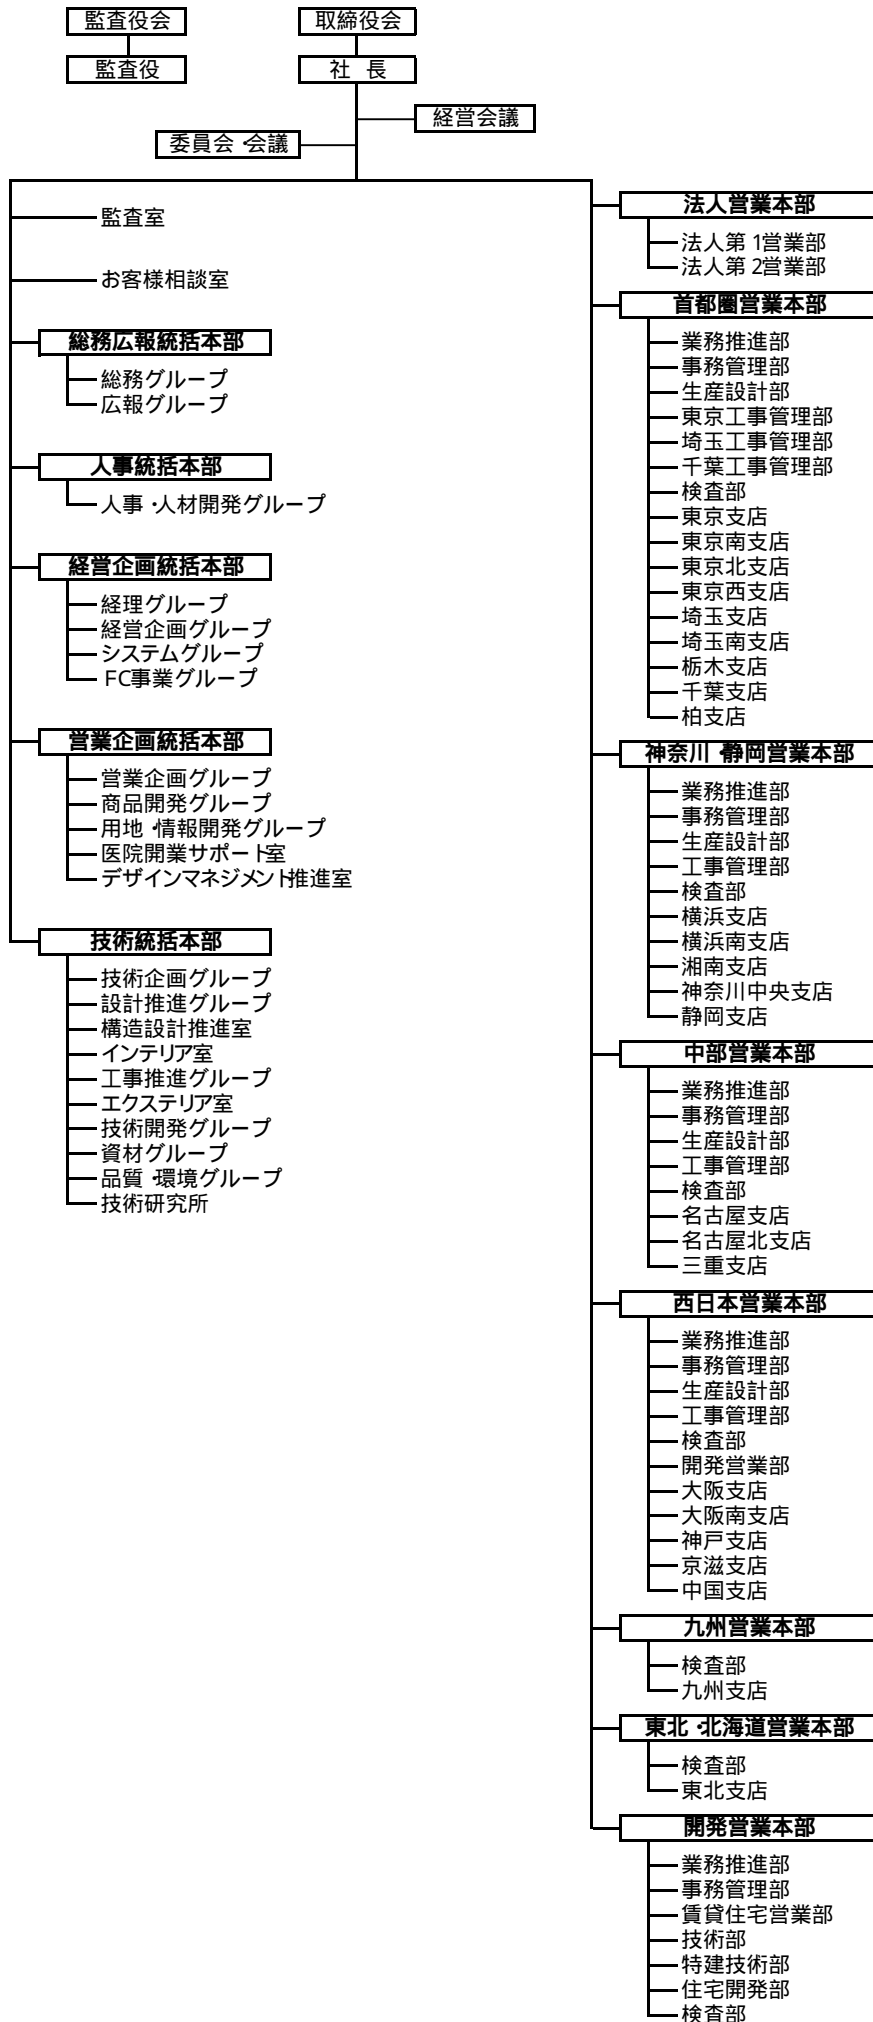 監査役会
取締役会
監査役
社 長
経営会議
委員会・会議
監査室
お客様相談室
総務広報統括本部
総務グループ
広報グループ
人事統括本部
人事・人材開発グループ
経営企画統括本部
経理グループ
経営企画グループ
システムグループ
FC事業グループ
営業企画統括本部
営業企画グループ
商品開発グループ
用地・情報開発グループ
医院開業サポート室
デザインマネジメント推進室
技術統括本部
技術企画グループ
設計推進グループ
構造設計推進室
インテリア室
工事推進グループ
エクステリア室
技術開発グループ
資材グループ
品質・環境グループ
技術研究所
法人営業本部
法人第1営業部
法人第2営業部
首都圏営業本部
業務推進部
事務管理部
生産設計部
東京工事管理部
埼玉工事管理部
千葉工事管理部
検査部
東京支店
東京南支店
東京北支店
東京西支店
埼玉支店
埼玉南支店
栃木支店
千葉支店
柏支店
神奈川・静岡営業本部
業務推進部
事務管理部
生産設計部
工事管理部
検査部
横浜支店
横浜南支店
湘南支店
神奈川中央支店
静岡支店
中部営業本部
業務推進部
事務管理部
生産設計部
工事管理部
検査部
名古屋支店
名古屋北支店
三重支店
西日本営業本部
業務推進部
事務管理部
生産設計部
工事管理部
検査部
開発営業部
大阪支店
大阪南支店
神戸支店
京滋支店
中国支店
九州営業本部
検査部
九州支店
東北・北海道営業本部
検査部
東北支店
開発営業本部
業務推進部
事務管理部
賃貸住宅営業部
技術部
特建技術部
住宅開発部
検査部